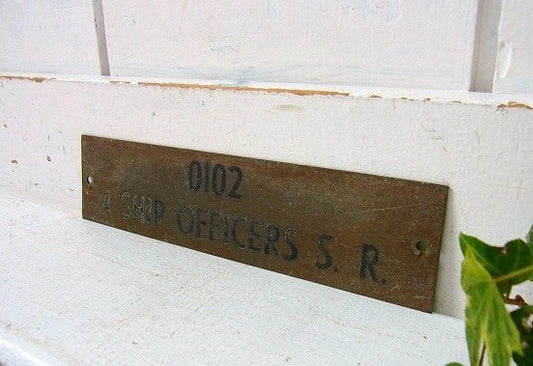 0102
4 SHIP OFFICERS S. R.